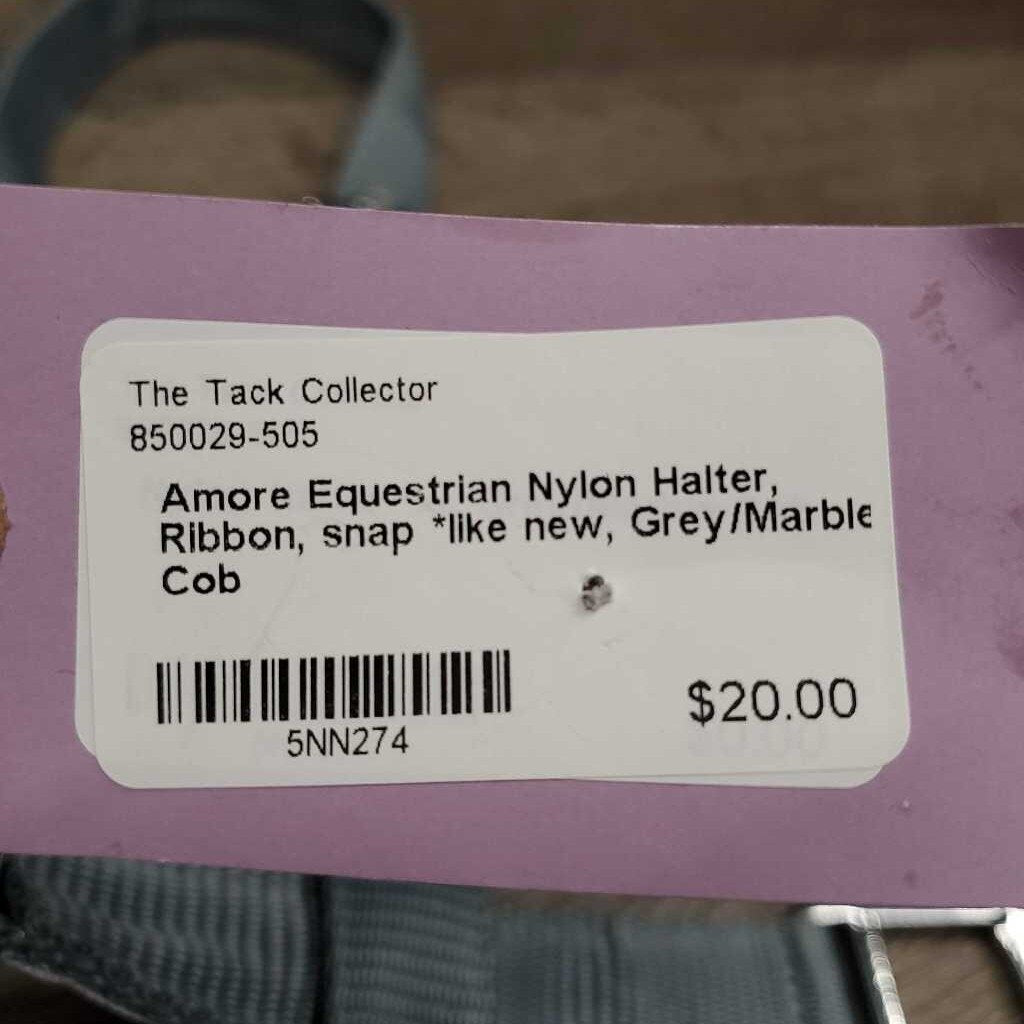 The Tack Collector
850029-505
Amore Equestrian Nylon Halter,
Ribbon, snap *like new, Grey/Marble
Cob
5NN274
$20.00